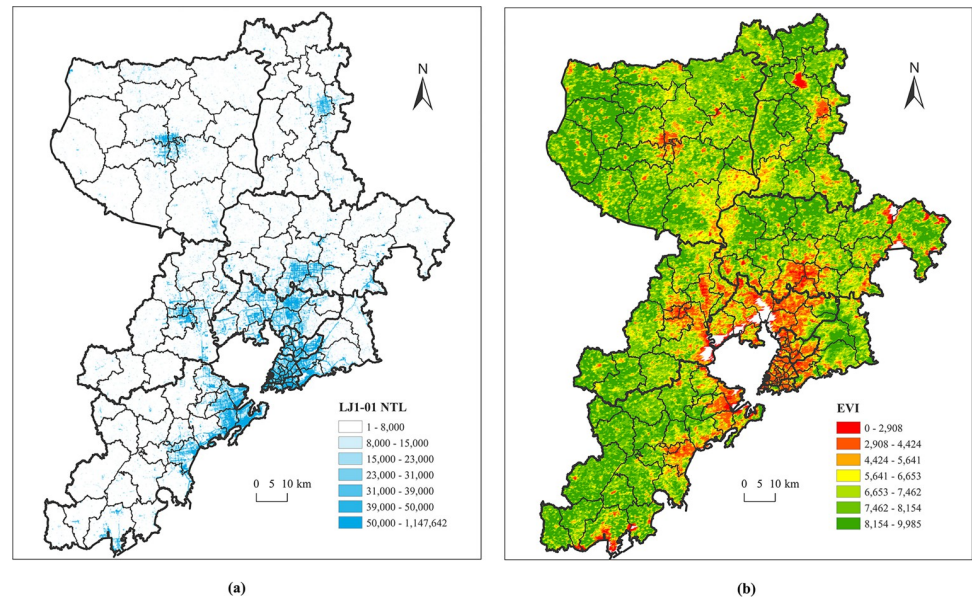 N
LJ1-01 NTL
1 - 8,000
8,000 - 15,000
15,000 - 23,000
23,000 - 31,000
31,000 - 39,000
39,000 - 50,000
50,000 - 1,147,642
0 5 10 km
(a)
N
EVI
0 - 2,908
2,908 - 4,424
4,424 - 5,641
5,641 - 6,653
6,653 - 7,462
7,462 - 8,154
8,154 - 9,985
0 5 10 km
(b)